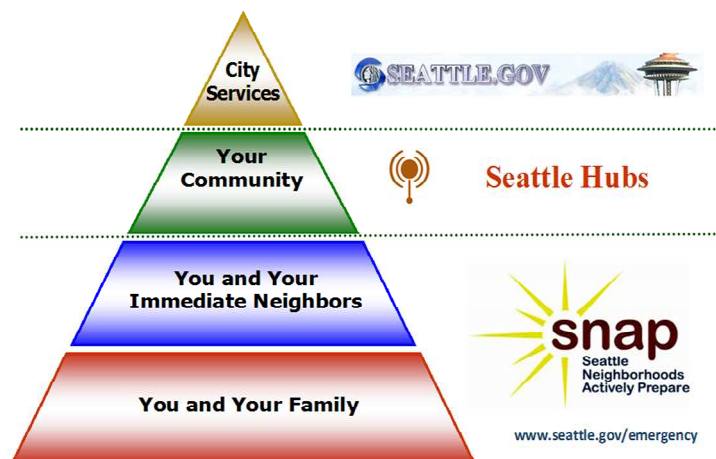 City
Services
SEATTLE.GOV
Your
Community
Seattle Hubs
You and Your
Immediate Neighbors
snap
Seattle
Neighborhoods
Actively Prepare
You and Your Family
www.seattle.gov/emergency